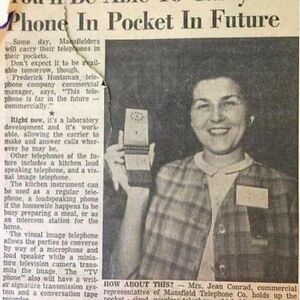 You'll Be Able To Carry
Phone In Pocket In Future
Some day, Mansfielders
will carry their telephones in
their pockets.
Don't expect it to be avail-
able tomorrow, though.
Frederick Huntsman, tele-
phone company commercial
manager, says, "This tele-
phone is far in the future —
commercially."
★
Right now, it's a laboratory
development and it's work-
able, allowing the carrier to
make and answer calls wher-
ever he may be.
Other telephones of the fu-
ture includes a kitchen loud
speaking telephone, and a vis-
ual image telephone.
The kitchen instrument can
be used as a regular tele-
phone, a loudspeaking phone
if the housewife happens to be
busy preparing a meal, or as
an intercom station for the
home.
The visual image telephone
allows the parties to converse
by way of a microphone and
loud speaker while a minia-
ture television camera trans-
mits the image. The "TV
phone" also will have a writ-
er signature transmission sys-
tem and a conversation tape
HOW ABOUT THIS? — Mrs. Jean Conrad, commercial
representative of Mansfield Telephone Co. holds up the